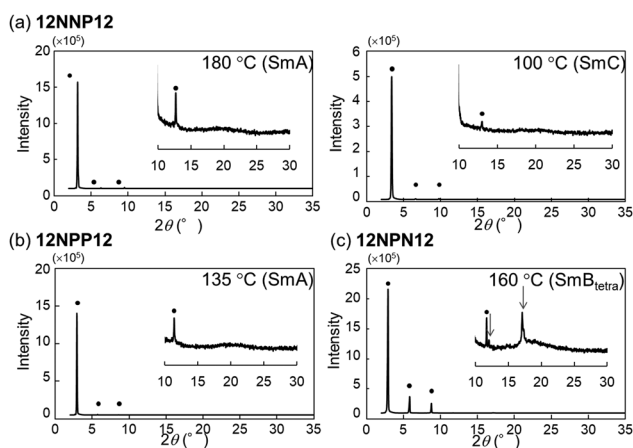 (a) 12NNP12
(×10⁵)
20
15
10
5
0
Intensity
180 °C (SmA)
10 15 20 25 30
5 10 15 20 25 30 35
2θ (°)
(×10⁵)
6
5
4
3
2
1
0
Intensity
100 °C (SmC)
10 15 20 25 30
0 5 10 15 20 25 30 35
2θ (°)
(b) 12NPP12
(×10⁵)
20
15
10
5
0
Intensity
135 °C (SmA)
10 15 20 25 30
0 5 10 15 20 25 30 35
2θ (°)
(c) 12NPN12
(×10⁵)
25
20
15
10
5
0
Intensity
160 °C (SmBtetra)
10 15 20 25 30
0 5 10 15 20 25 30 35
2θ (°)